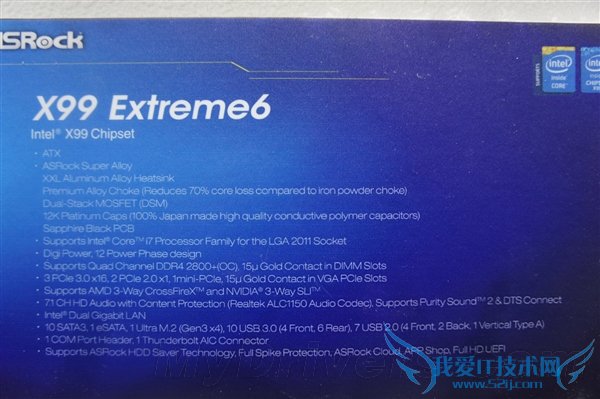 ASRock
SUPPORTS
intel
inside
CORE™
intel
INSIDE™
X99 Extreme6
Intel® X99 Chipset
• ATX
• ASRock Super Alloy
XXL Aluminum Alloy Heatsink
Premium Alloy Choke (Reduces 70% core loss compared to iron powder choke)
Dual-Stack MOSFET (DSM)
12K Platinum Caps (100% Japan made high quality conductive polymer capacitors)
Sapphire Black PCB
• Supports Intel® Core™ i7 Processor Family for the LGA 2011 Socket
• Digi Power, 12 Power Phase design
• Supports Quad Channel DDR4 2800+(OC), 15μ Gold Contact in DIMM Slots
• 3 PCIe 3.0 x16, 2 PCIe 2.0 x1, 1mini-PCIe, 15μ Gold Contact in VGA PCIe Slots
• Supports AMD 3-Way CrossFireX™ and NVIDIA® 3-Way SLI™
• 7.1 CH HD Audio with Content Protection (Realtek ALC1150 Audio Codec), Supports Purity Sound™ 2 & DTS Connect
• Intel® Dual Gigabit LAN
• 10 SATA3, 1 eSATA, 1 Ultra M.2 (Gen3 x4), 10 USB 3.0 (4 Front, 6 Rear), 7 USB 2.0 (4 Front, 2 Back, 1 Vertical Type A)
• 1 COM Port Header, 1 Thunderbolt AIC Connector
• Supports ASRock HDD Saver Technology, Full Spike Protection, ASRock Cloud, APP Shop, Full HD UEFI
我爱IT技术网
www.52ij.com